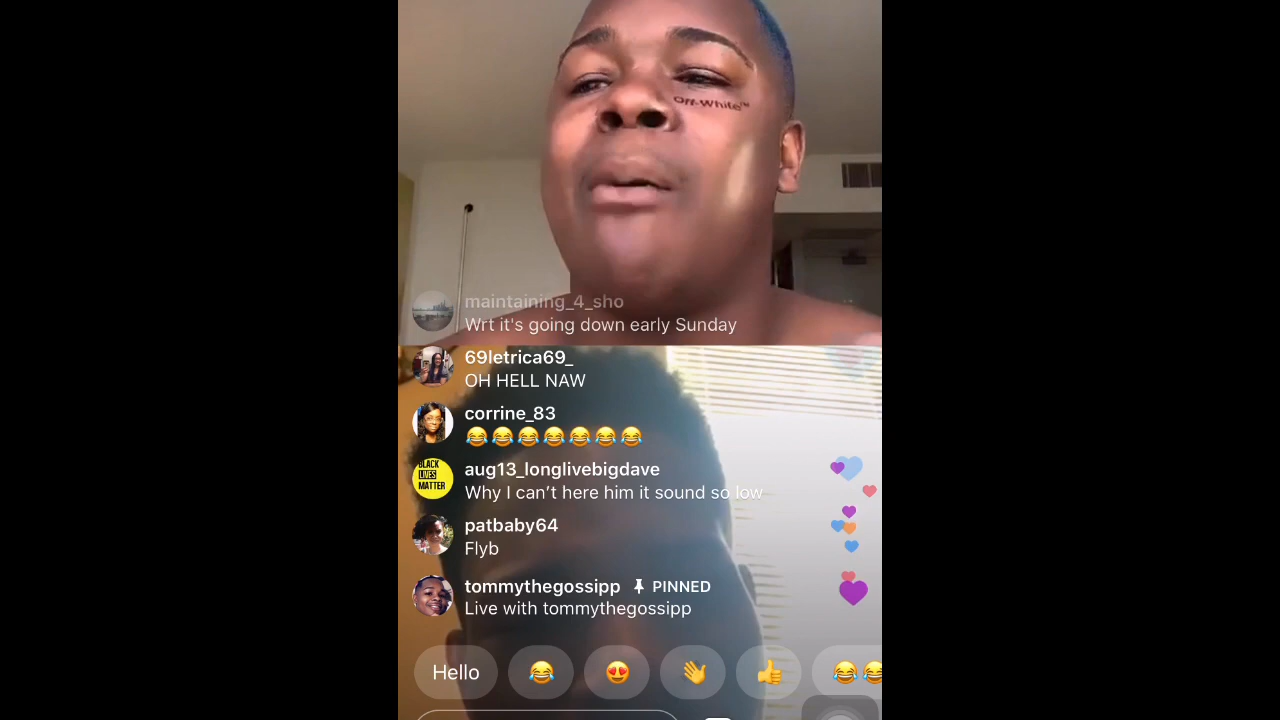 Off-White™
maintaining_4_sho
Wrt it's going down early Sunday
69letrica69_
OH HELL NAW
corrine_83
😂😂😂😂😂😂😂
BLACK
LIVES
MATTER
aug13_longlivebigdave
Why I can’t here him it sound so low
patbaby64
Flyb
tommythegossipp PINNED
Live with tommythegossipp
Hello 😂 😍 👋 👍 😂😂